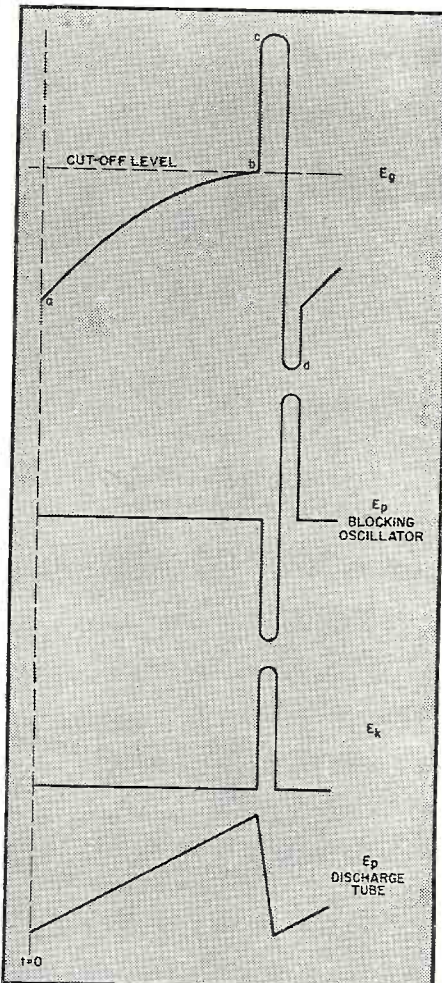 c
CUT-OFF LEVEL
b
Eg
a
d
Ep
BLOCKING
OSCILLATOR
Ek
Ep
DISCHARGE
TUBE
t=0